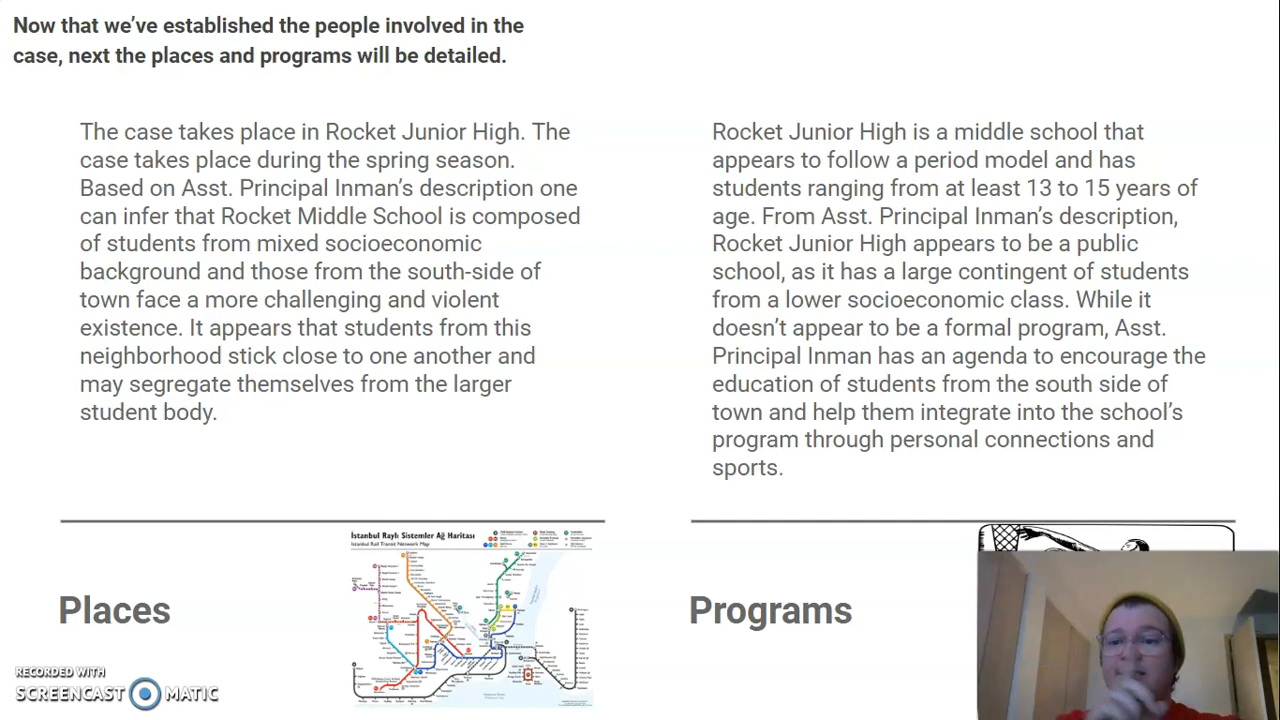 Now that we've established the people involved in the
case, next the places and programs will be detailed.
The case takes place in Rocket Junior High. The
case takes place during the spring season.
Based on Asst. Principal Inman's description one
can infer that Rocket Middle School is composed
of students from mixed socioeconomic
background and those from the south-side of
town face a more challenging and violent
existence. It appears that students from this
neighborhood stick close to one another and
may segregate themselves from the larger
student body.
Rocket Junior High is a middle school that
appears to follow a period model and has
students ranging from at least 13 to 15 years of
age. From Asst. Principal Inman's description,
Rocket Junior High appears to be a public
school, as it has a large contingent of students
from a lower socioeconomic class. While it
doesn't appear to be a formal program, Asst.
Principal Inman has an agenda to encourage the
education of students from the south side of
town and help them integrate into the school's
program through personal connections and
sports.
Places
İstanbul Raylı Sistemler Ağ Haritası
Istanbul Rail Transit Network Map
Programs
RECORDED WITH
SCREENCAST MATIC